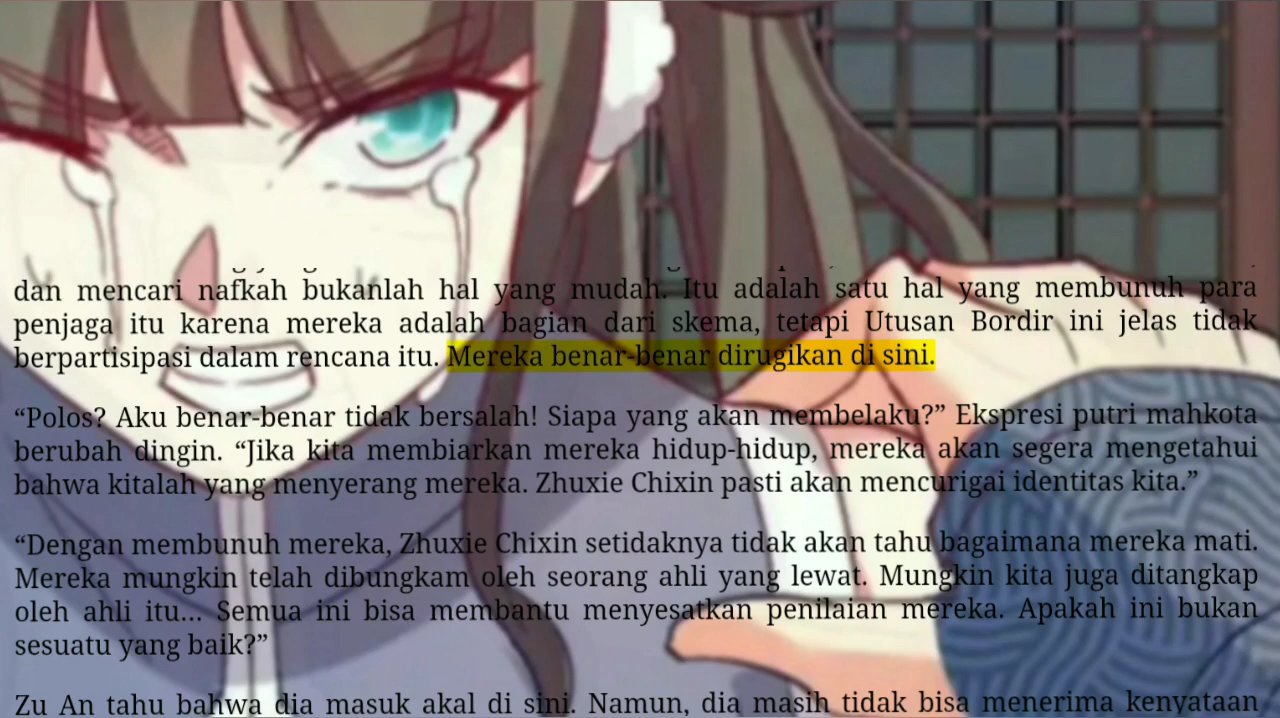 dan mencari nafkah bukanlah hal yang mudah. Itu adalah satu hal yang membunuh para
penjaga itu karena mereka adalah bagian dari skema, tetapi Utusan Bordir ini jelas tidak
berpartisipasi dalam rencana itu. Mereka benar-benar dirugikan di sini.
“Polos? Aku benar-benar tidak bersalah! Siapa yang akan membelaku?” Ekspresi putri mahkota
berubah dingin. “Jika kita membiarkan mereka hidup-hidup, mereka akan segera mengetahui
bahwa kitalah yang menyerang mereka. Zhuxie Chixin pasti akan mencurigai identitas kita.”
“Dengan membunuh mereka, Zhuxie Chixin setidaknya tidak akan tahu bagaimana mereka mati.
Mereka mungkin telah dibungkam oleh seorang ahli yang lewat. Mungkin kita juga ditangkap
oleh ahli itu... Semua ini bisa membantu menyesatkan penilaian mereka. Apakah ini bukan
sesuatu yang baik?”
Zu An tahu bahwa dia masuk akal di sini. Namun, dia masih tidak bisa menerima kenyataan